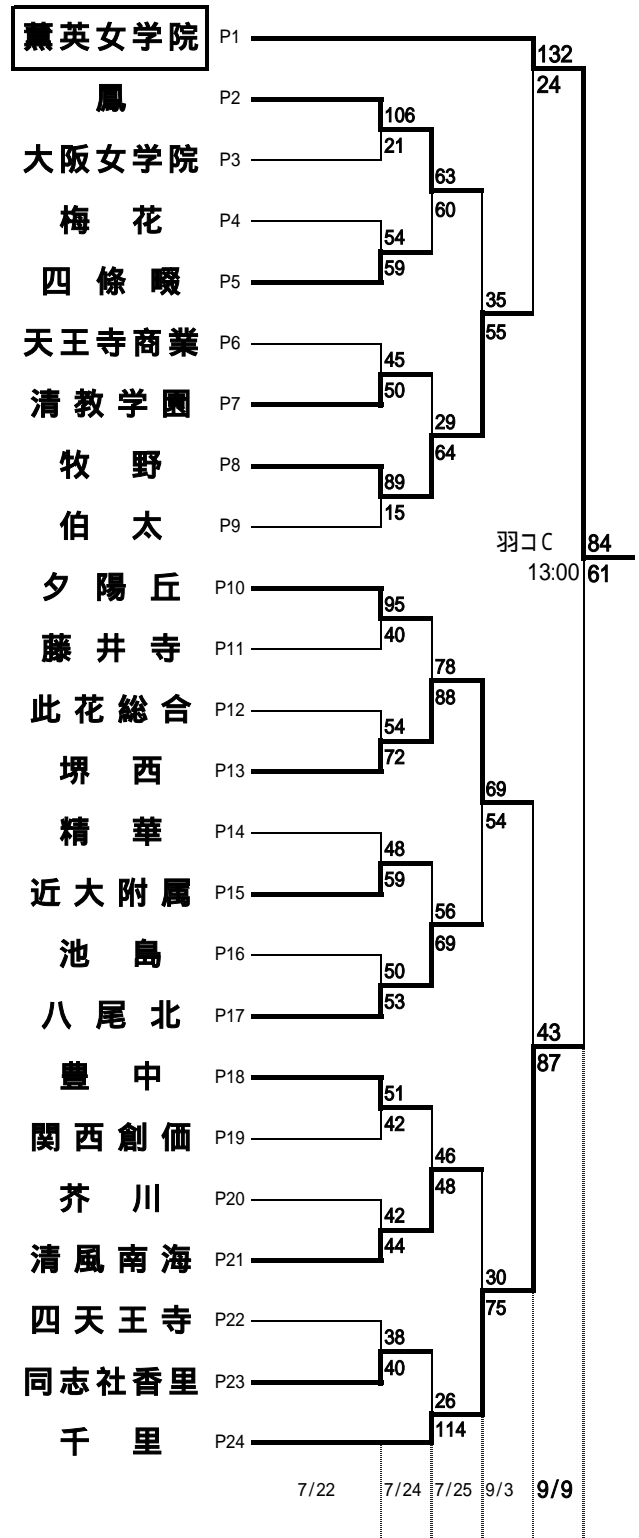 薫英女学院 P1
132
24
鳳 P2
106
21
大阪女学院 P3
63
60
梅花 P4
54
59
四條畷 P5
35
55
天王寺商業 P6
45
50
清教学園 P7
29
64
牧野 P8
89
15
伯太 P9
羽コC 84
13:00 61
夕陽丘 P10
95
40
藤井寺 P11
78
88
此花総合 P12
54
72
堺西 P13
69
54
精華 P14
48
59
近大附属 P15
56
69
池島 P16
50
53
八尾北 P17
43
87
豊中 P18
51
42
関西創価 P19
46
48
芥川 P20
42
44
清風南海 P21
30
75
四天王寺 P22
38
40
同志社香里 P23
26
114
千里 P24
7/22 7/24 7/25 9/3 9/9